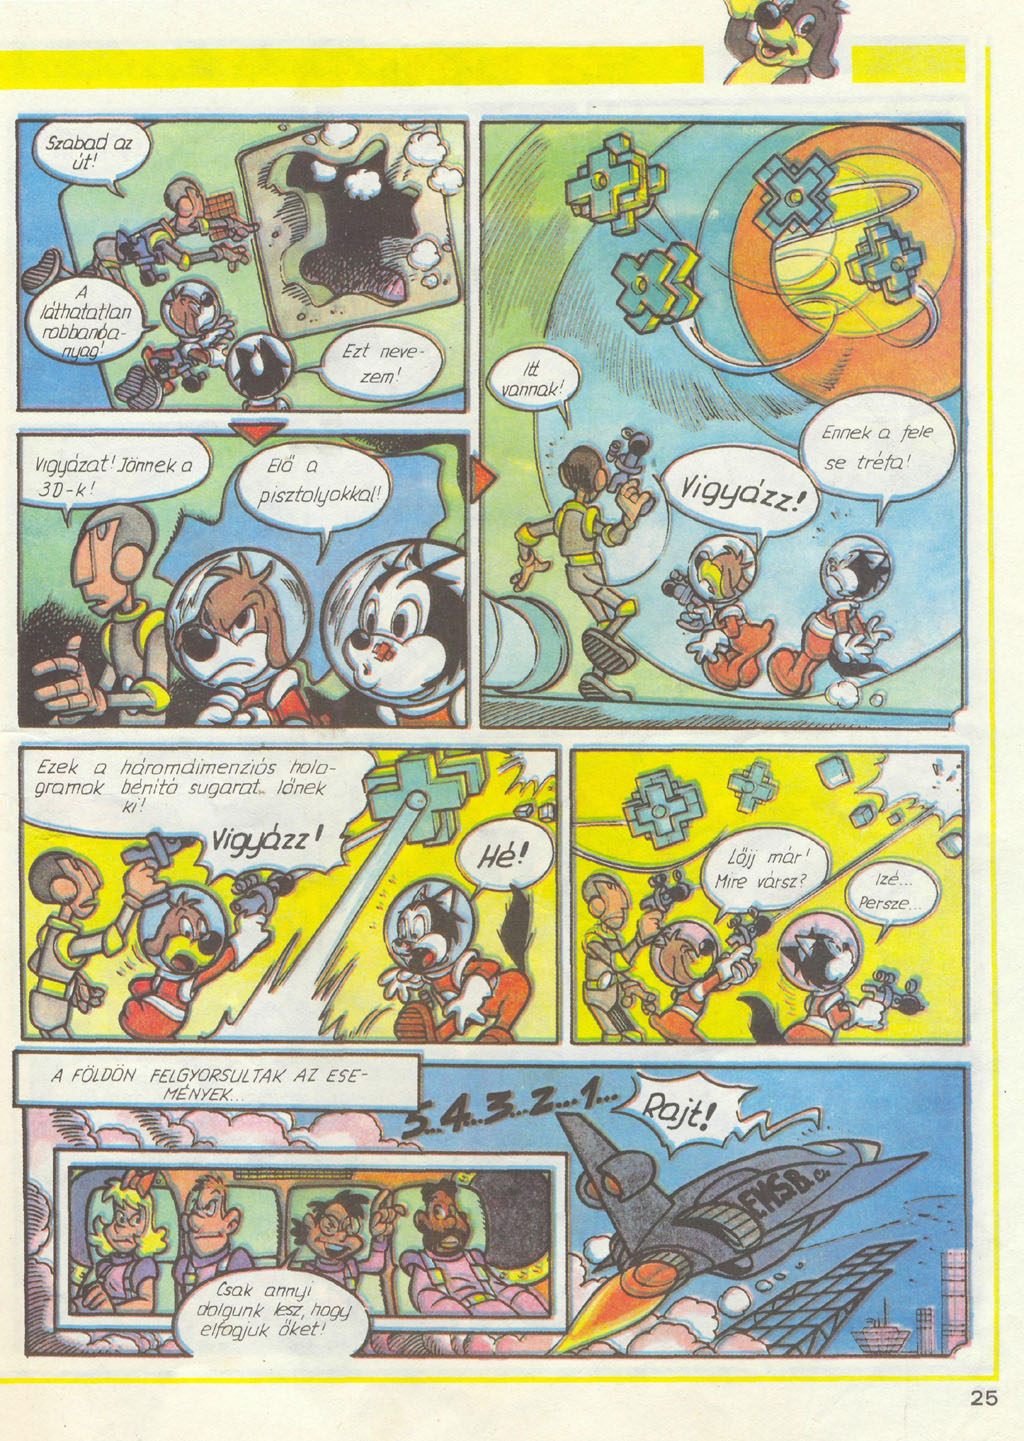 Szabad az
út!
A
láthatatlan
robbanóa-
nyag!
Ezt neve-
zem!
Vigyázat! Jönnek a
3D-k!
Elő a
pisztolyokkal!
Itt
vannak!
Vigyázz!
Ennek a fele
se tréfa!
Ezek a háromdimenziós holo-
gramok bénító sugarat lőnek
ki!
Vigyázz!
Hé!
Lőjj már!
Mire vársz?
Izé...
Persze...
A FÖLDÖN FELGYORSULTAK AZ ESE-
MÉNYEK...
5...4...3...2...1...
Rajt!
Csak annyi
dolgunk lesz, hogy
elfogjuk őket!
25